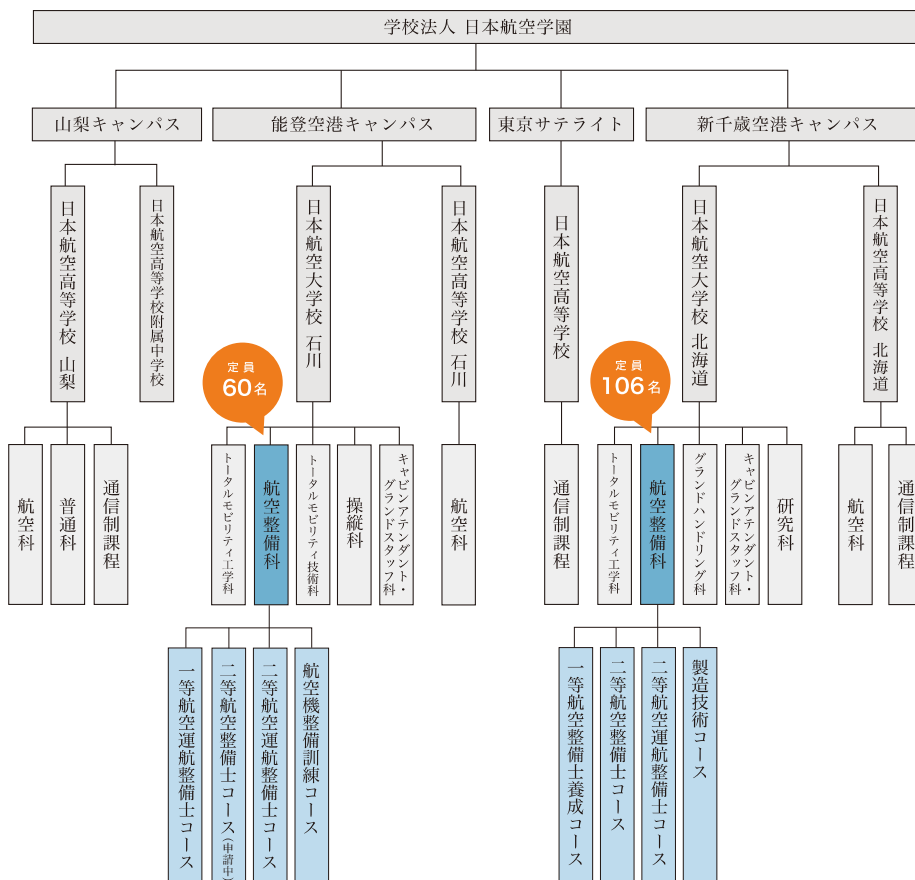 学校法人 日本航空学園
山梨キャンパス
能登空港キャンパス
東京サテライト
新千歳空港キャンパス
日本航空高等学校 山梨
日本航空高等学校附属中学校
日本航空大学校 石川
日本航空高等学校 石川
日本航空高等学校
日本航空大学校 北海道
日本航空高等学校 北海道
定員
60名
定員
106名
航空科
普通科
通信制課程
トータルモビリティ工学科
航空整備科
トータルモビリティ技術科
操縦科
キャビンアテンダント・
グランドスタッフ科
航空科
通信制課程
トータルモビリティ工学科
航空整備科
グランドハンドリング科
キャビンアテンダント・
グランドスタッフ科
研究科
航空科
通信制課程
一等航空運航整備士コース
二等航空整備士コース(申請中)
二等航空運航整備士コース
航空機整備訓練コース
一等航空整備士養成コース
二等航空整備士コース
二等航空運航整備士コース
製造技術コース